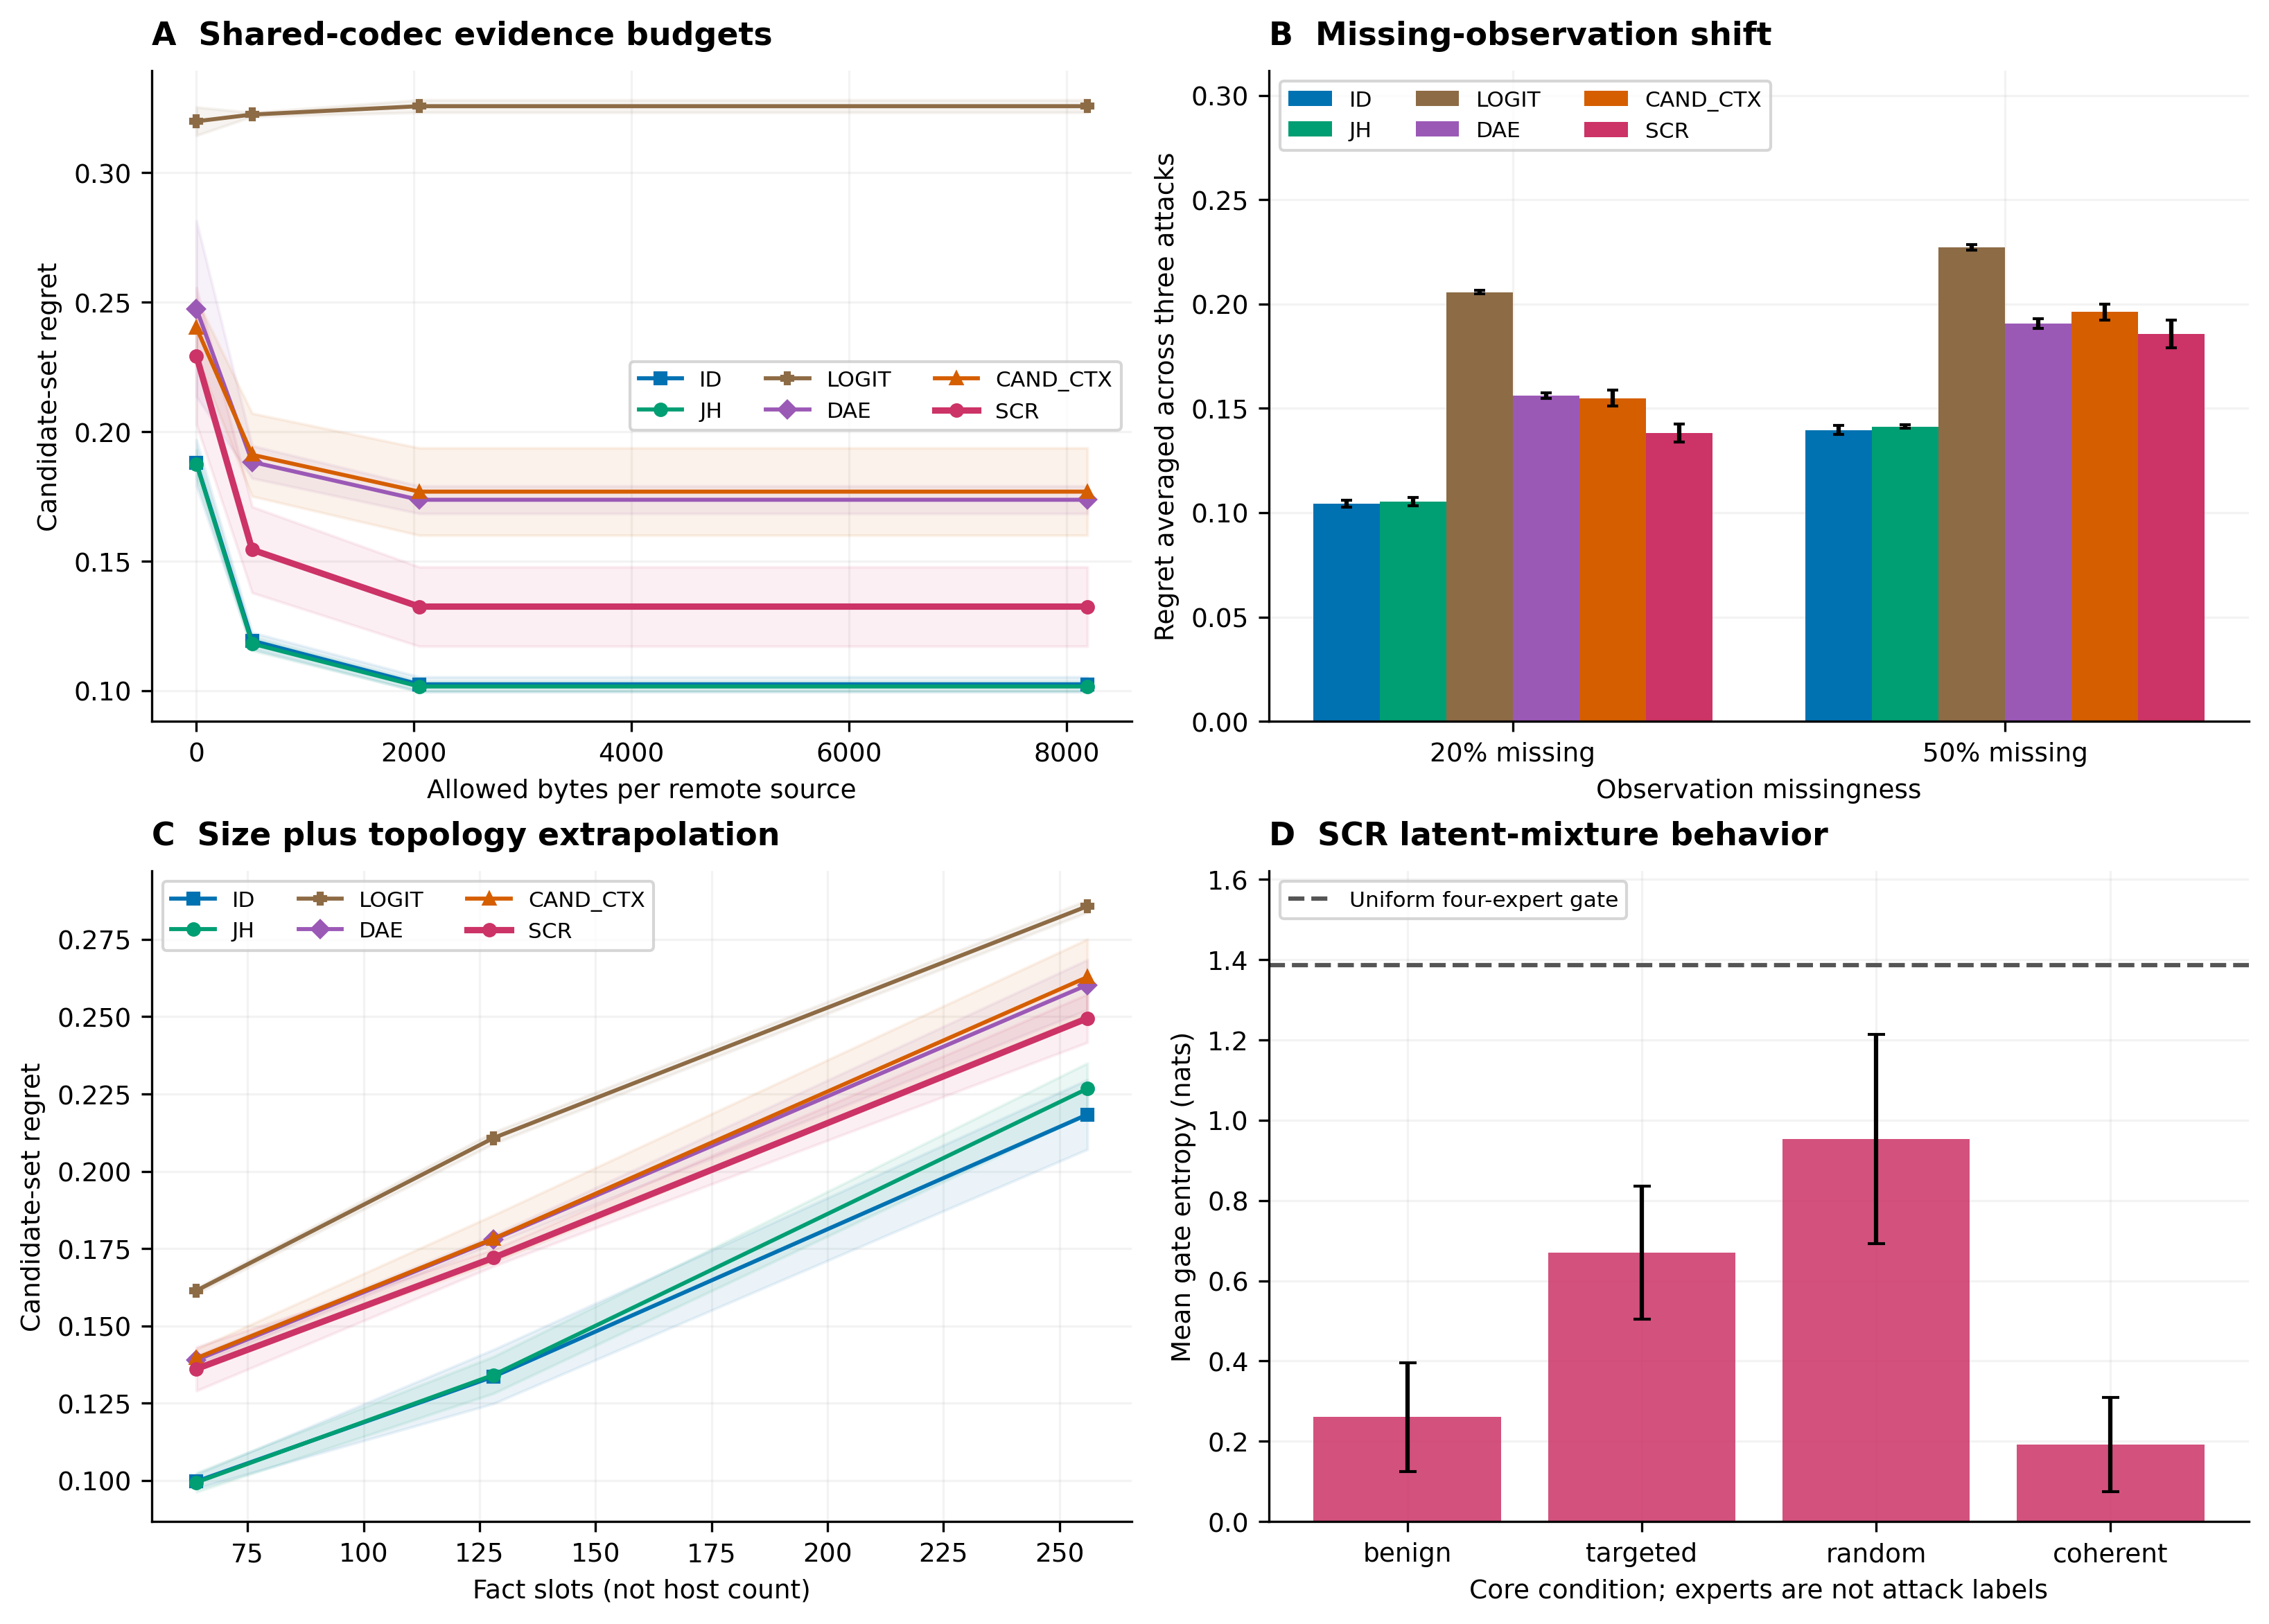 A Shared-codec evidence budgets
Candidate-set regret
0.30
0.25
0.20
0.15
0.10
ID LOGIT CAND_CTX
JH DAE SCR
0 2000 4000 6000 8000
Allowed bytes per remote source
B Missing-observation shift
Regret averaged across three attacks
0.30
0.25
0.20
0.15
0.10
0.05
0.00
ID LOGIT CAND_CTX
JH DAE SCR
20% missing 50% missing
Observation missingness
C Size plus topology extrapolation
Candidate-set regret
0.275
0.250
0.225
0.200
0.175
0.150
0.125
0.100
ID LOGIT CAND_CTX
JH DAE SCR
75 100 125 150 175 200 225 250
Fact slots (not host count)
D SCR latent-mixture behavior
Mean gate entropy (nats)
1.6
1.4
1.2
1.0
0.8
0.6
0.4
0.2
0.0
Uniform four-expert gate
benign targeted random coherent
Core condition; experts are not attack labels